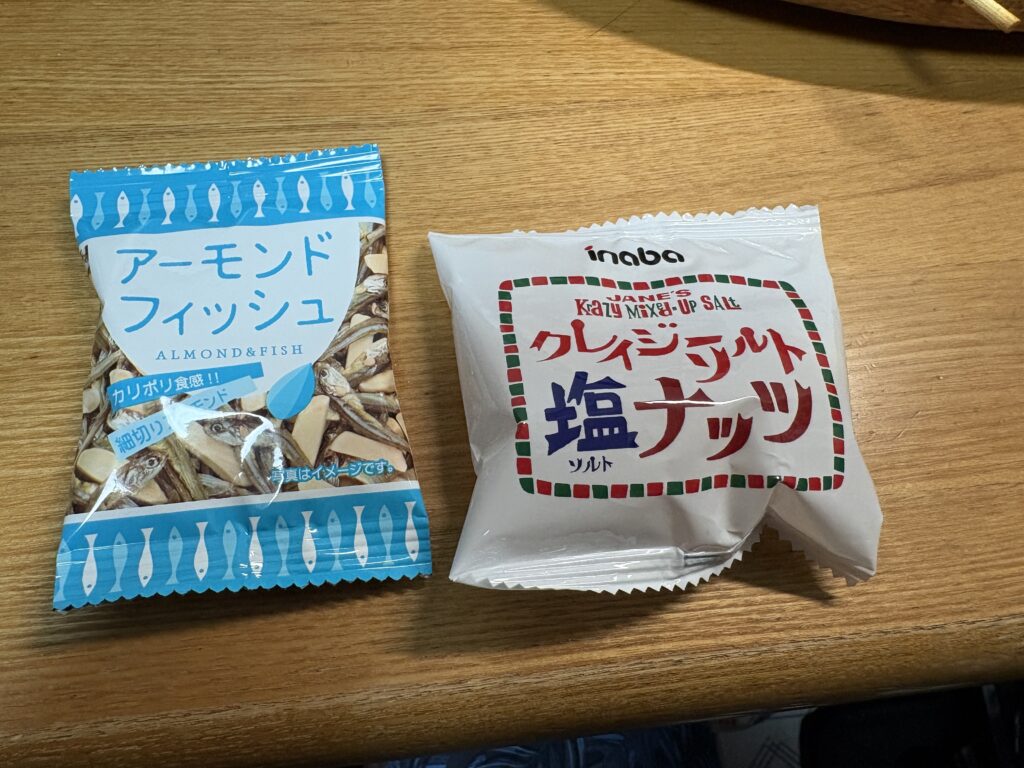 アーモンド
フィッシュ
ALMOND&FISH
カリポリ食感!!
細切り
写真はイメージです。
inaba
JANE'S
KRAZY MIXED-UP SALT
クレイジーソルト
塩ナッツ
ソルト